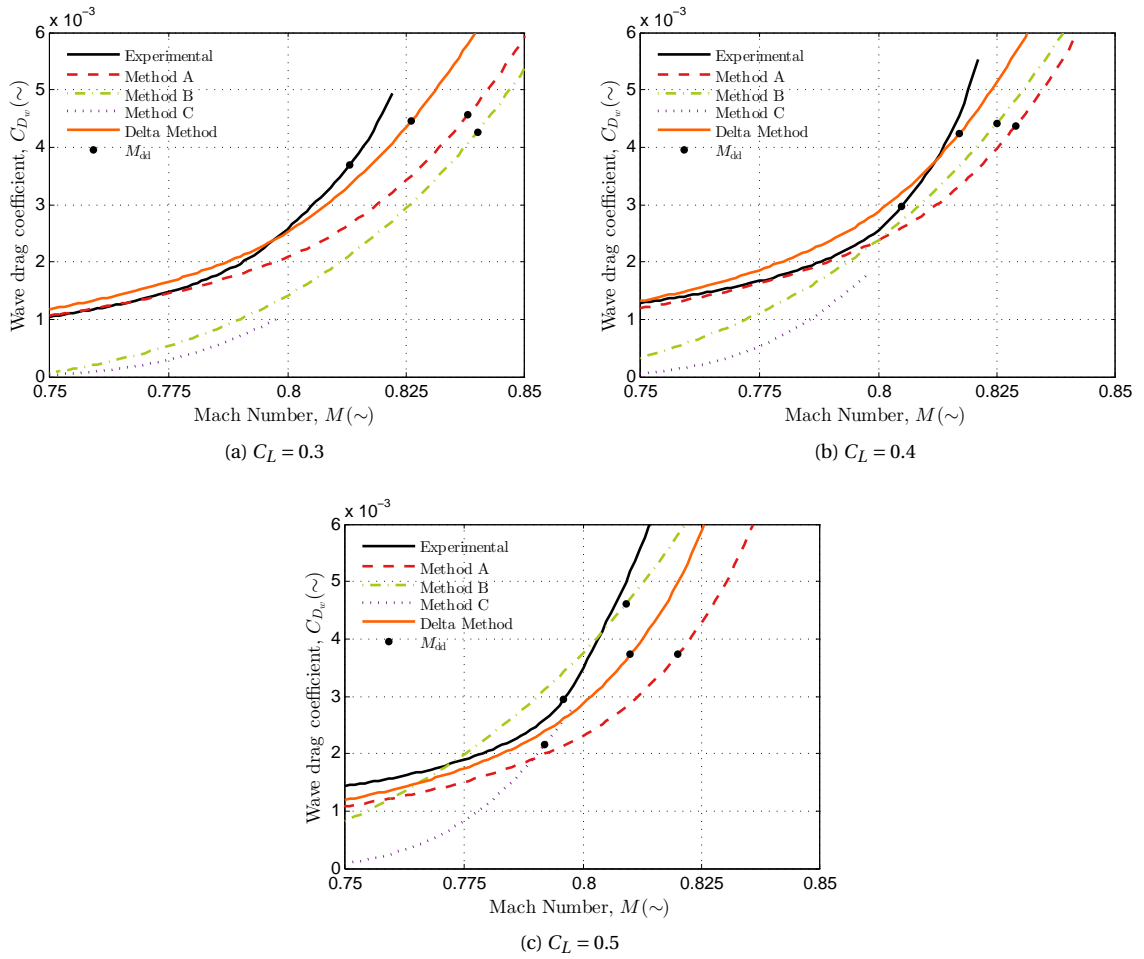 x 10⁻³
6
5
4
3
2
1
0
Wave drag coefficient, C_{D_w}(∼)
Experimental
Method A
Method B
Method C
Delta Method
M_dd
0.75
0.775
0.8
0.825
0.85
Mach Number, M(∼)
(a) C_L = 0.3
x 10⁻³
6
5
4
3
2
1
0
Wave drag coefficient, C_{D_w}(∼)
Experimental
Method A
Method B
Method C
Delta Method
M_dd
0.75
0.775
0.8
0.825
0.85
Mach Number, M(∼)
(b) C_L = 0.4
x 10⁻³
6
5
4
3
2
1
0
Wave drag coefficient, C_{D_w}(∼)
Experimental
Method A
Method B
Method C
Delta Method
M_dd
0.75
0.775
0.8
0.825
0.85
Mach Number, M(∼)
(c) C_L = 0.5